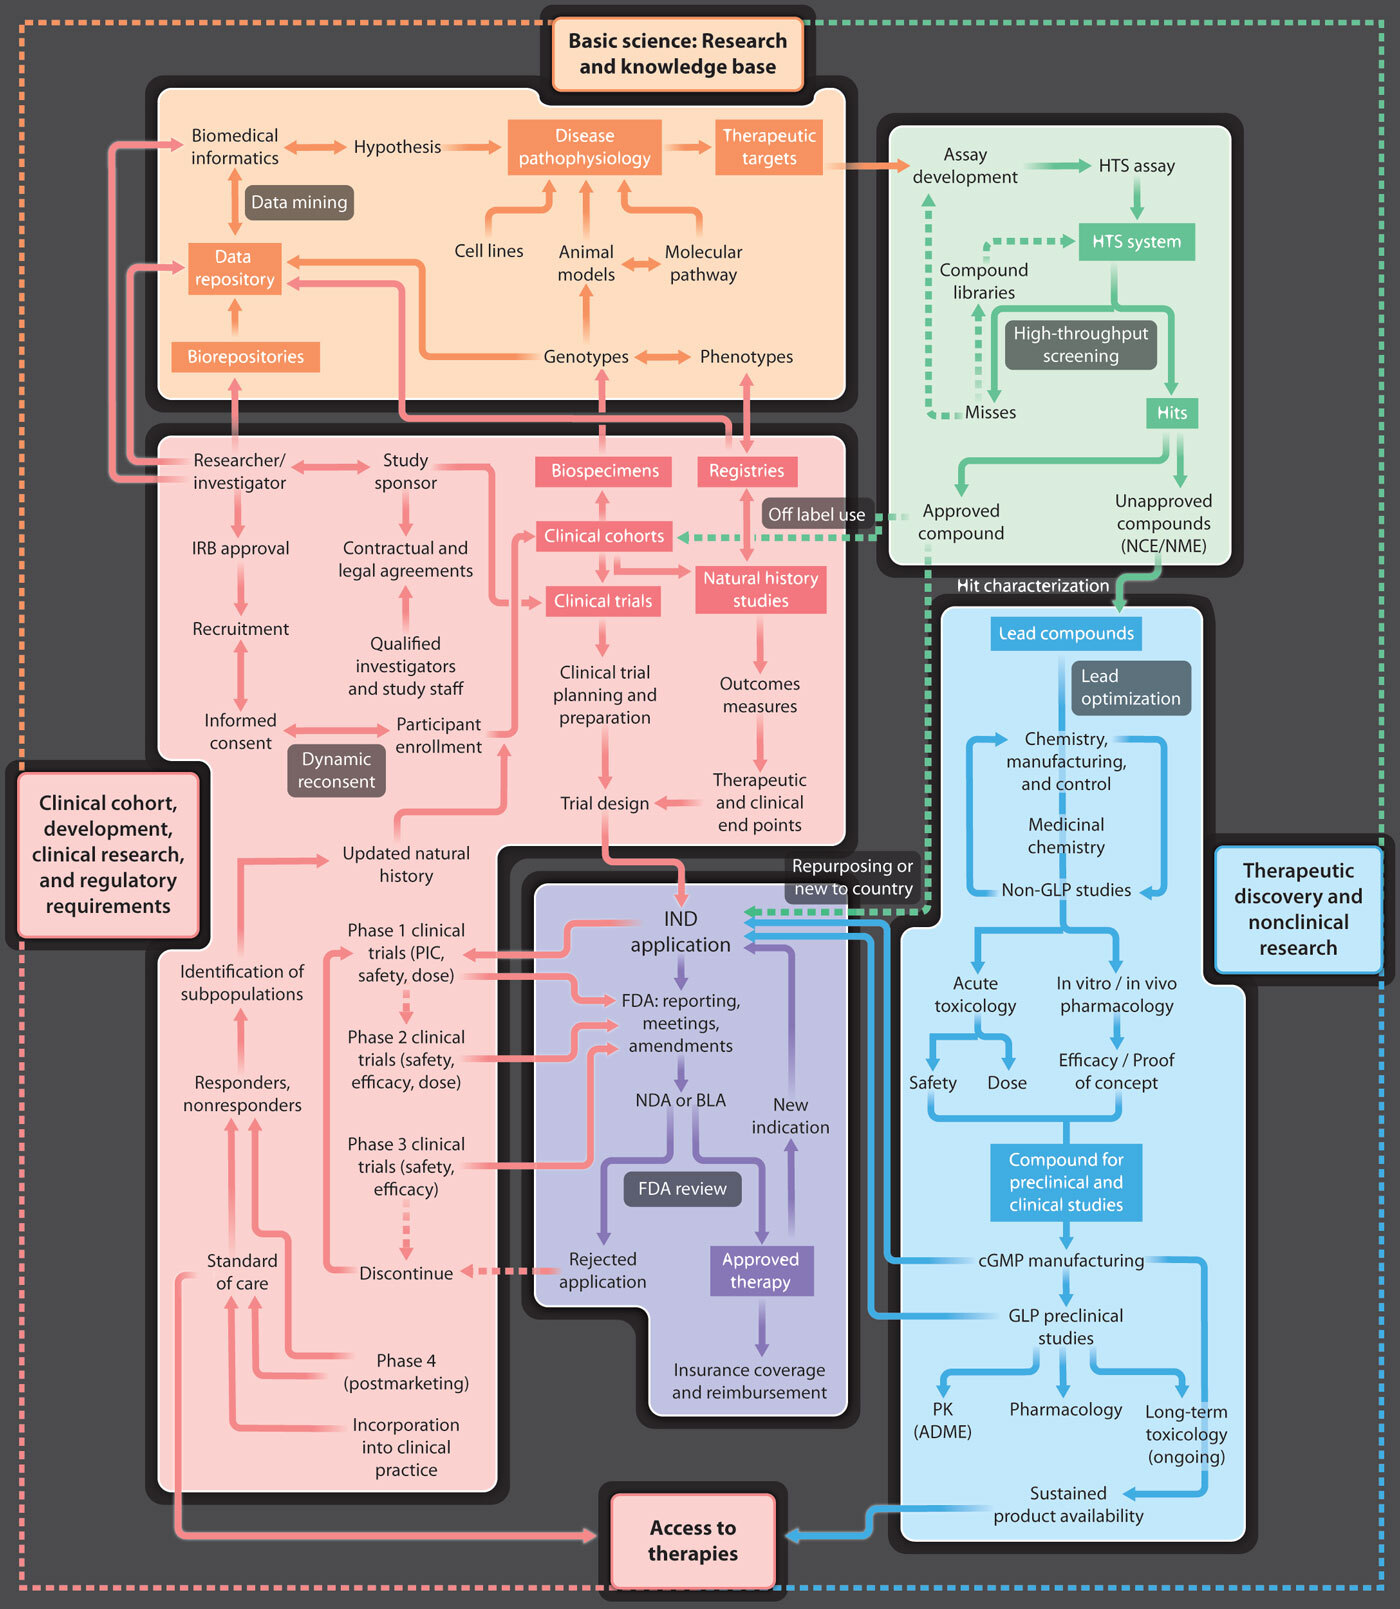 Basic science: Research
and knowledge base
Biomedical
informatics
Hypothesis
Disease
pathophysiology
Therapeutic
targets
Data mining
Data
repository
Cell lines
Animal
models
Molecular
pathway
Biorepositories
Genotypes
Phenotypes
Assay
development
HTS assay
HTS system
Compound
libraries
High-throughput
screening
Misses
Hits
Approved
compound
Unapproved
compounds
(NCE/NME)
Off label use
Hit characterization
Researcher/
investigator
Study
sponsor
Biospecimens
Registries
IRB approval
Contractual and
legal agreements
Clinical cohorts
Natural history
studies
Clinical trials
Recruitment
Qualified
investigators
and study staff
Clinical trial
planning and
preparation
Outcomes
measures
Informed
consent
Participant
enrollment
Dynamic
reconsent
Trial design
Therapeutic
and clinical
end points
Clinical cohort,
development,
clinical research,
and regulatory
requirements
Updated natural
history
Identification of
subpopulations
Phase 1 clinical
trials (PIC,
safety, dose)
Phase 2 clinical
trials (safety,
efficacy, dose)
Responders,
nonresponders
Phase 3 clinical
trials (safety,
efficacy)
Standard
of care
Discontinue
Phase 4
(postmarketing)
Incorporation
into clinical
practice
Repurposing or
new to country
IND
application
FDA: reporting,
meetings,
amendments
NDA or BLA
New
indication
FDA review
Rejected
application
Approved
therapy
Insurance coverage
and reimbursement
Lead compounds
Lead
optimization
Chemistry,
manufacturing,
and control
Medicinal
chemistry
Non-GLP studies
Therapeutic
discovery and
nonclinical
research
Acute
toxicology
In vitro / in vivo
pharmacology
Safety
Dose
Efficacy / Proof
of concept
Compound for
preclinical and
clinical studies
cGMP manufacturing
GLP preclinical
studies
PK
(ADME)
Pharmacology
Long-term
toxicology
(ongoing)
Sustained
product availability
Access to
therapies